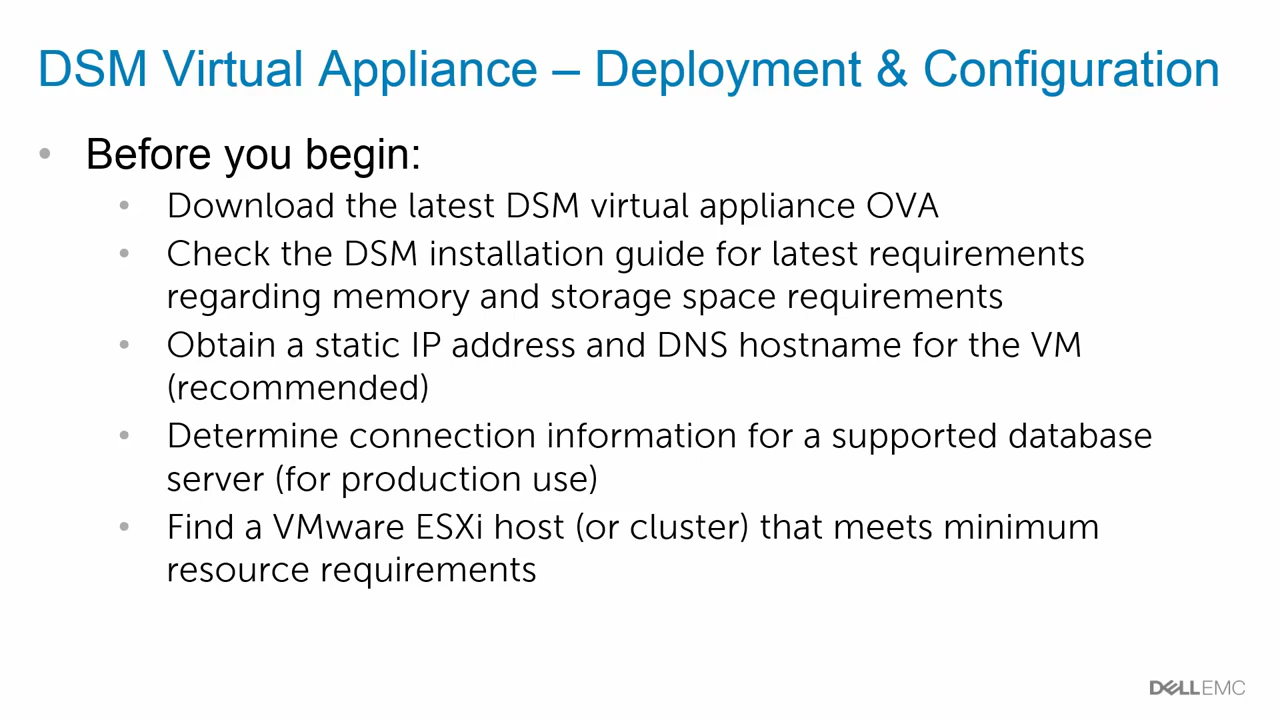 DSM Virtual Appliance – Deployment & Configuration
• Before you begin:
• Download the latest DSM virtual appliance OVA
• Check the DSM installation guide for latest requirements
regarding memory and storage space requirements
• Obtain a static IP address and DNS hostname for the VM
(recommended)
• Determine connection information for a supported database
server (for production use)
• Find a VMware ESXi host (or cluster) that meets minimum
resource requirements
DELL EMC